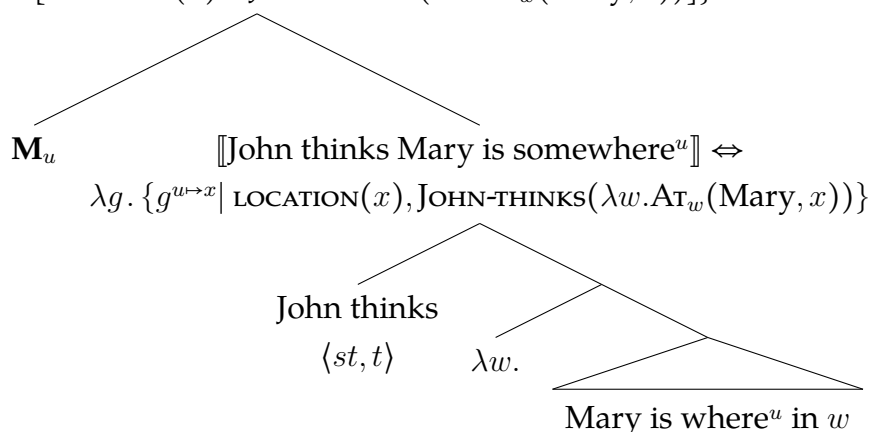 M_u
⟦John thinks Mary is somewhere^u⟧ ⇔
λg. {g^{u↦x}| LOCATION(x), JOHN-THINKS(λw.AT_w(Mary, x))}
John thinks
⟨st, t⟩
λw.
Mary is where^u in w